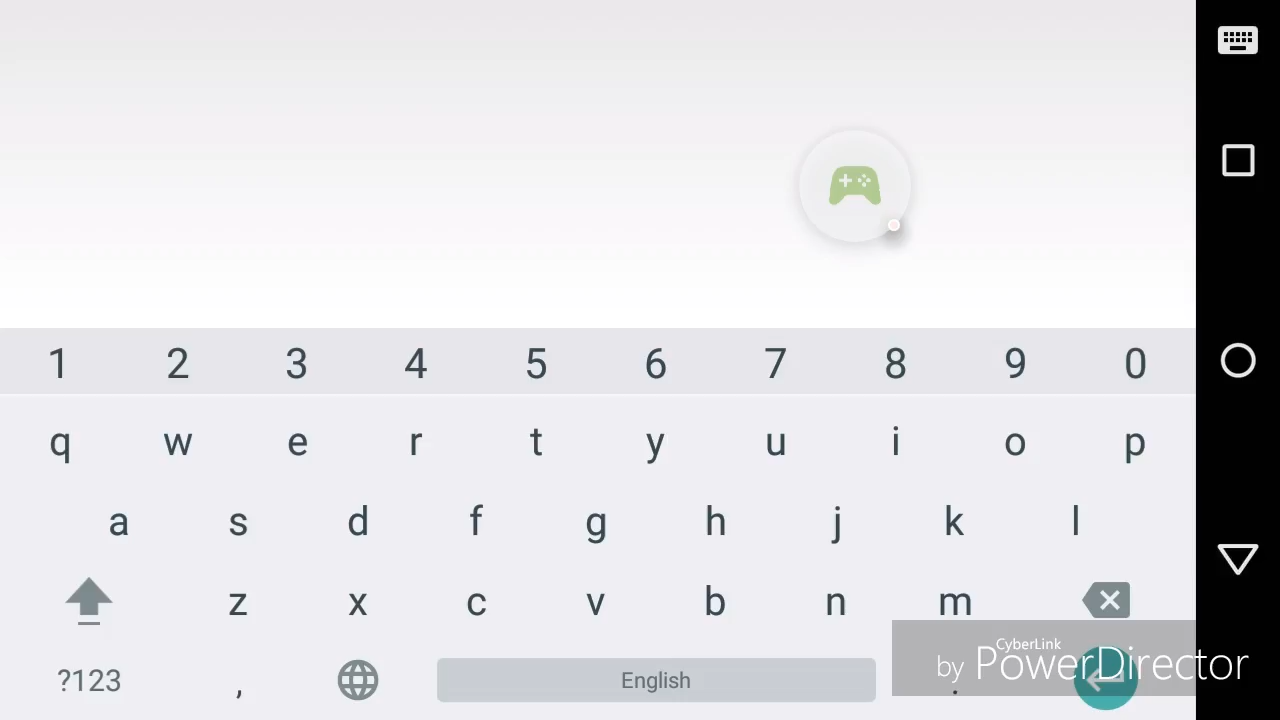 1 2 3 4 5 6 7 8 9 0
q w e r t y u i o p
a s d f g h j k l
z x c v b n m
CyberLink
by PowerDirector
?123 , English .